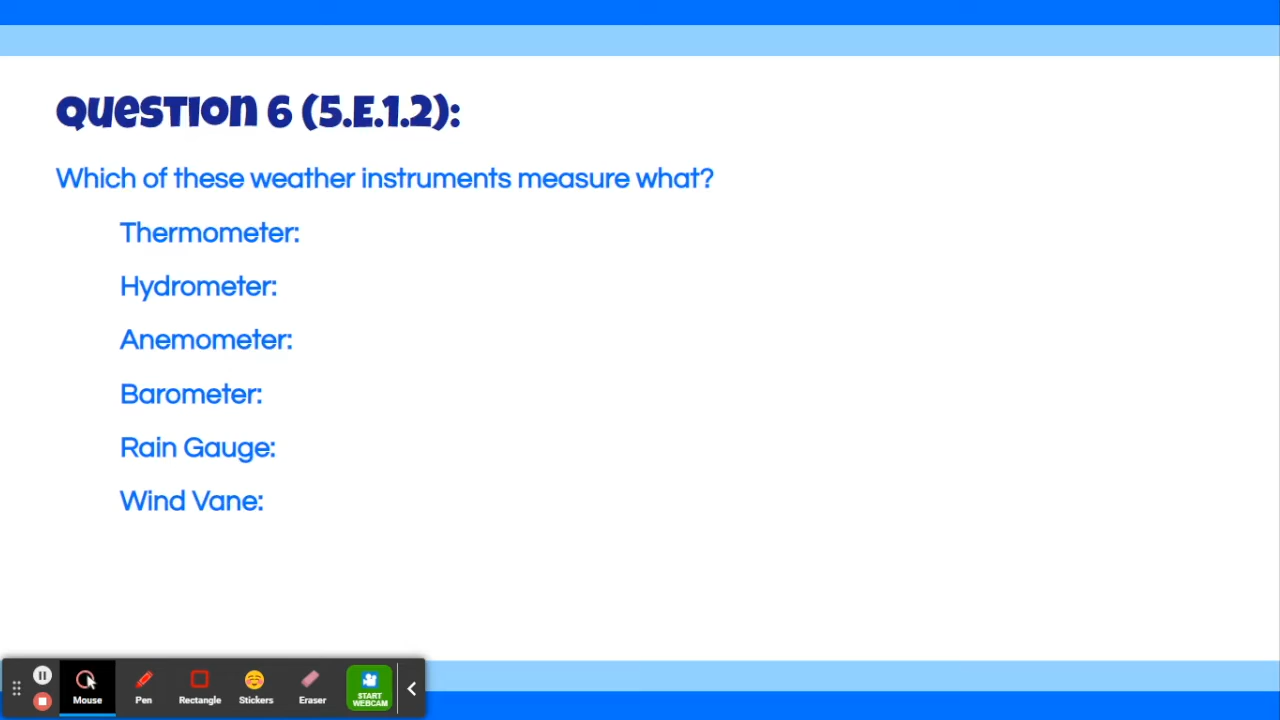 Question 6 (5.E.1.2):
Which of these weather instruments measure what?
Thermometer:
Hydrometer:
Anemometer:
Barometer:
Rain Gauge:
Wind Vane:
Mouse
Pen
Rectangle
Stickers
Eraser
START
WEBCAM